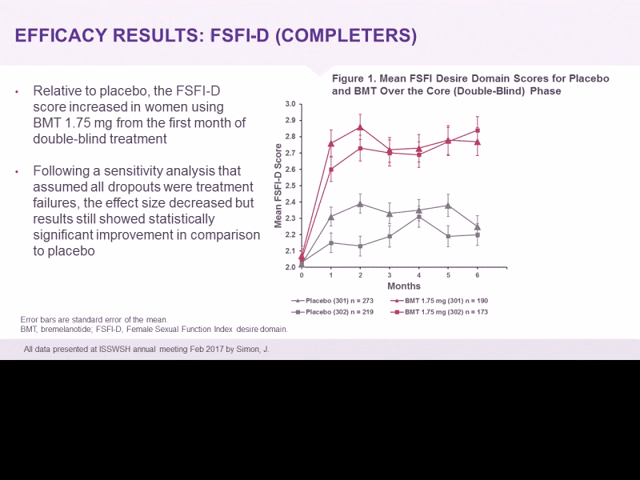 EFFICACY RESULTS: FSFI-D (COMPLETERS)
• Relative to placebo, the FSFI-D
score increased in women using
BMT 1.75 mg from the first month of
double-blind treatment
• Following a sensitivity analysis that
assumed all dropouts were treatment
failures, the effect size decreased but
results still showed statistically
significant improvement in comparison
to placebo
Figure 1. Mean FSFI Desire Domain Scores for Placebo
and BMT Over the Core (Double-Blind) Phase
Mean FSFI-D Score
3.0
2.9
2.8
2.7
2.6
2.5
2.4
2.3
2.2
2.1
2.0
0 1 2 3 4 5 6
Months
Placebo (301) n = 273
BMT 1.75 mg (301) n = 190
Placebo (302) n = 219
BMT 1.75 mg (302) n = 173
Error bars are standard error of the mean
BMT, bremelanotide; FSFI-D, Female Sexual Function Index desire domain.
All data presented at ISSWSH annual meeting Feb 2017 by Simon, J.